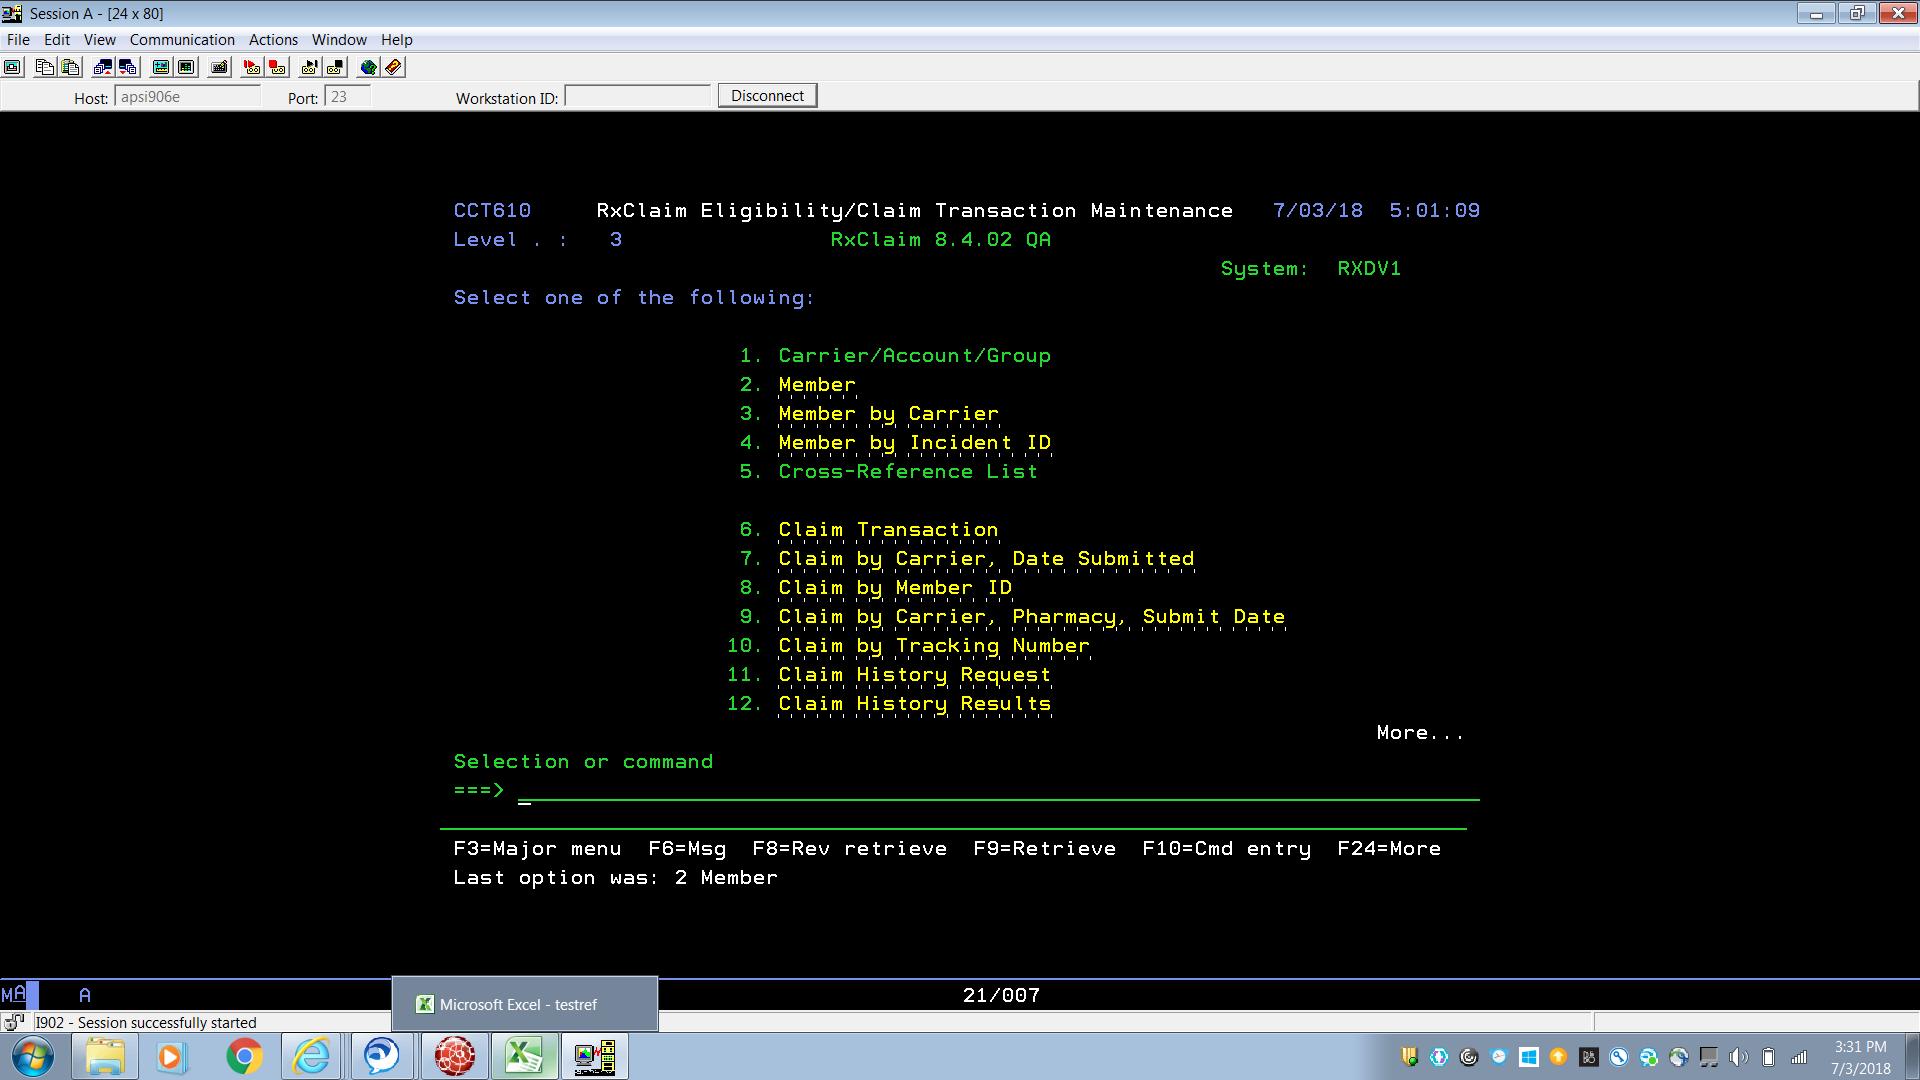 Session A - [24 x 80]
File Edit View Communication Actions Window Help
Host: apsi906e Port: 23 Workstation ID: Disconnect
CCT610 RxClaim Eligibility/Claim Transaction Maintenance 7/03/18 5:01:09
Level . : 3 RxClaim 8.4.02 QA
System: RXDV1
Select one of the following:
1. Carrier/Account/Group
2. Member
3. Member by Carrier
4. Member by Incident ID
5. Cross-Reference List
6. Claim Transaction
7. Claim by Carrier, Date Submitted
8. Claim by Member ID
9. Claim by Carrier, Pharmacy, Submit Date
10. Claim by Tracking Number
11. Claim History Request
12. Claim History Results
More...
Selection or command
===>
F3=Major menu F6=Msg F8=Rev retrieve F9=Retrieve F10=Cmd entry F24=More
Last option was: 2 Member
MA A 21/007
Microsoft Excel - testref
I902 - Session successfully started
3:31 PM
7/3/2018